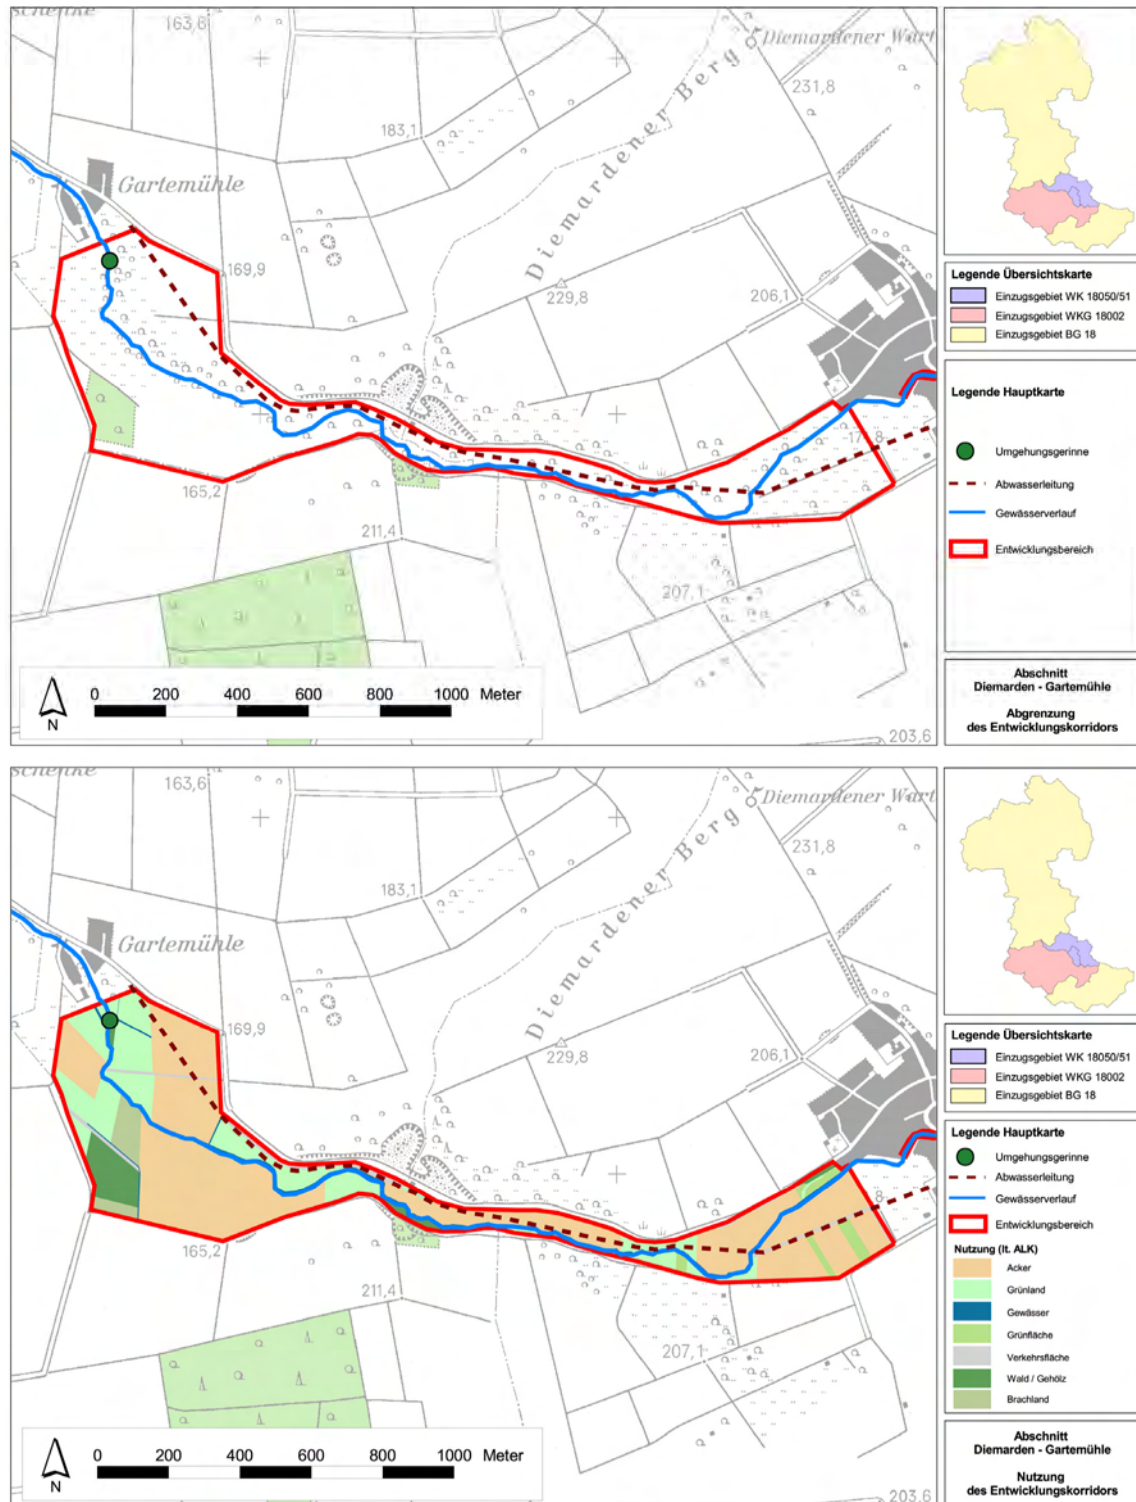 163,6
Diemardener Wart
231,8
183,1
Gartemühle
Diemardener Berg
169,9
229,8
206,1
165,2
211,4
207,1
203,6
0 200 400 600 800 1000 Meter
N
Legende Übersichtskarte
Einzugsgebiet WK 18050/51
Einzugsgebiet WKG 18002
Einzugsgebiet BG 18
Legende Hauptkarte
Umgehungsgerinne
Abwasserleitung
Gewässerverlauf
Entwicklungsbereich
Abschnitt
Diemarden - Gartemühle
Abgrenzung
des Entwicklungskorridors
163,6
Diemardener Wart
231,8
183,1
Gartemühle
Diemardener Berg
169,9
229,8
206,1
165,2
211,4
207,1
203,6
0 200 400 600 800 1000 Meter
N
Legende Übersichtskarte
Einzugsgebiet WK 18050/51
Einzugsgebiet WKG 18002
Einzugsgebiet BG 18
Legende Hauptkarte
Umgehungsgerinne
Abwasserleitung
Gewässerverlauf
Entwicklungsbereich
Nutzung (lt. ALK)
Acker
Grünland
Gewässer
Grünfläche
Verkehrsfläche
Wald / Gehölz
Brachland
Abschnitt
Diemarden - Gartemühle
Nutzung
des Entwicklungskorridors